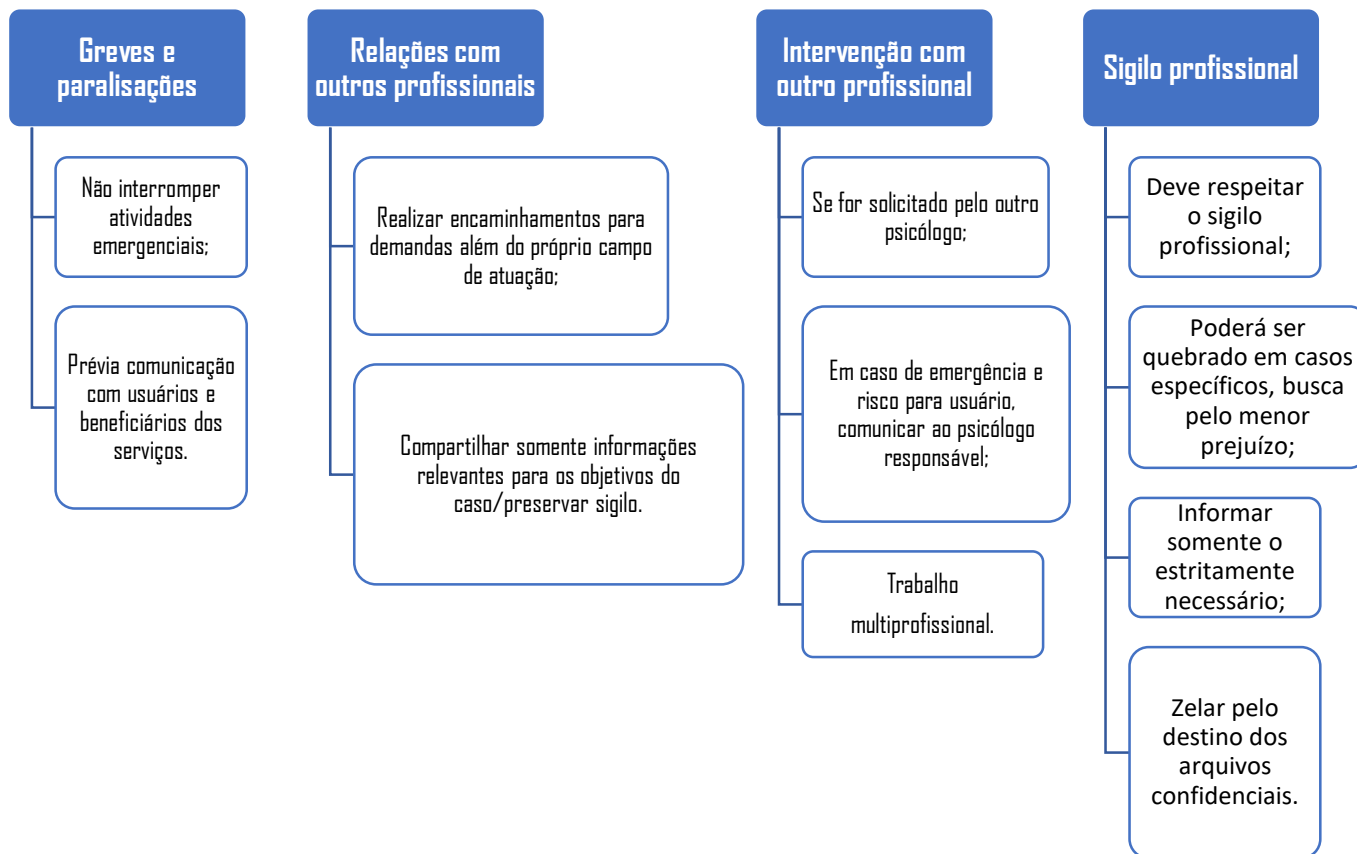 Greves e
paralisações
Não interromper
atividades
emergenciais;
Prévia comunicação
com usuários e
beneficiários dos
serviços.
Relações com
outros profissionais
Realizar encaminhamentos para
demandas além do próprio campo
de atuação;
Compartilhar somente informações
relevantes para os objetivos do
caso/preservar sigilo.
Intervenção com
outro profissional
Se for solicitado pelo outro
psicólogo;
Em caso de emergência e
risco para usuário,
comunicar ao psicólogo
responsável;
Trabalho
multiprofissional.
Sigilo profissional
Deve respeitar
o sigilo
profissional;
Poderá ser
quebrado em casos
específicos, busca
pelo menor
prejuízo;
Informar
somente o
estritamente
necessário;
Zelar pelo
destino dos
arquivos
confidenciais.